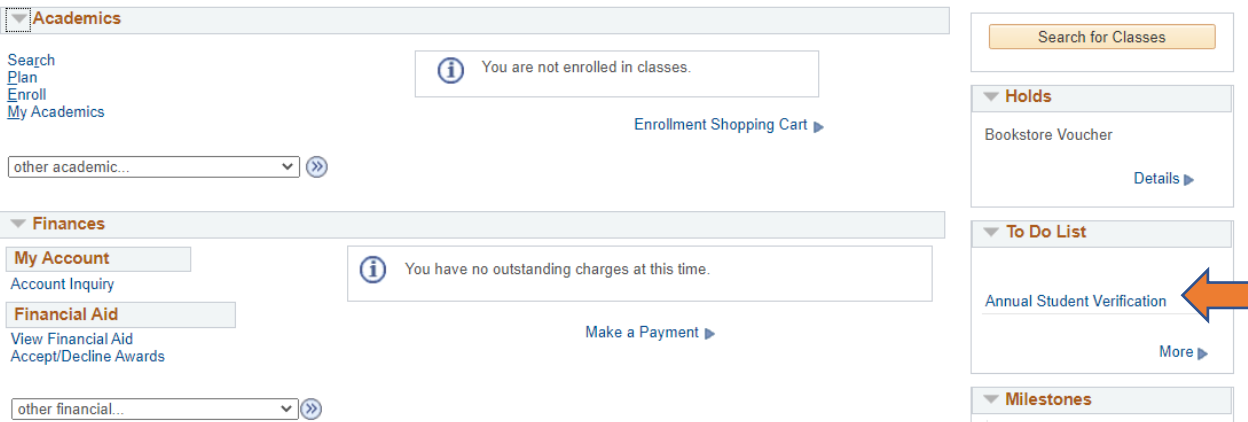 Academics
Search
Plan
Enroll
My Academics
You are not enrolled in classes.
Enrollment Shopping Cart
other academic...
Finances
My Account
Account Inquiry
Financial Aid
View Financial Aid
Accept/Decline Awards
You have no outstanding charges at this time.
Make a Payment
other financial...
Search for Classes
Holds
Bookstore Voucher
Details
To Do List
Annual Student Verification
More
Milestones